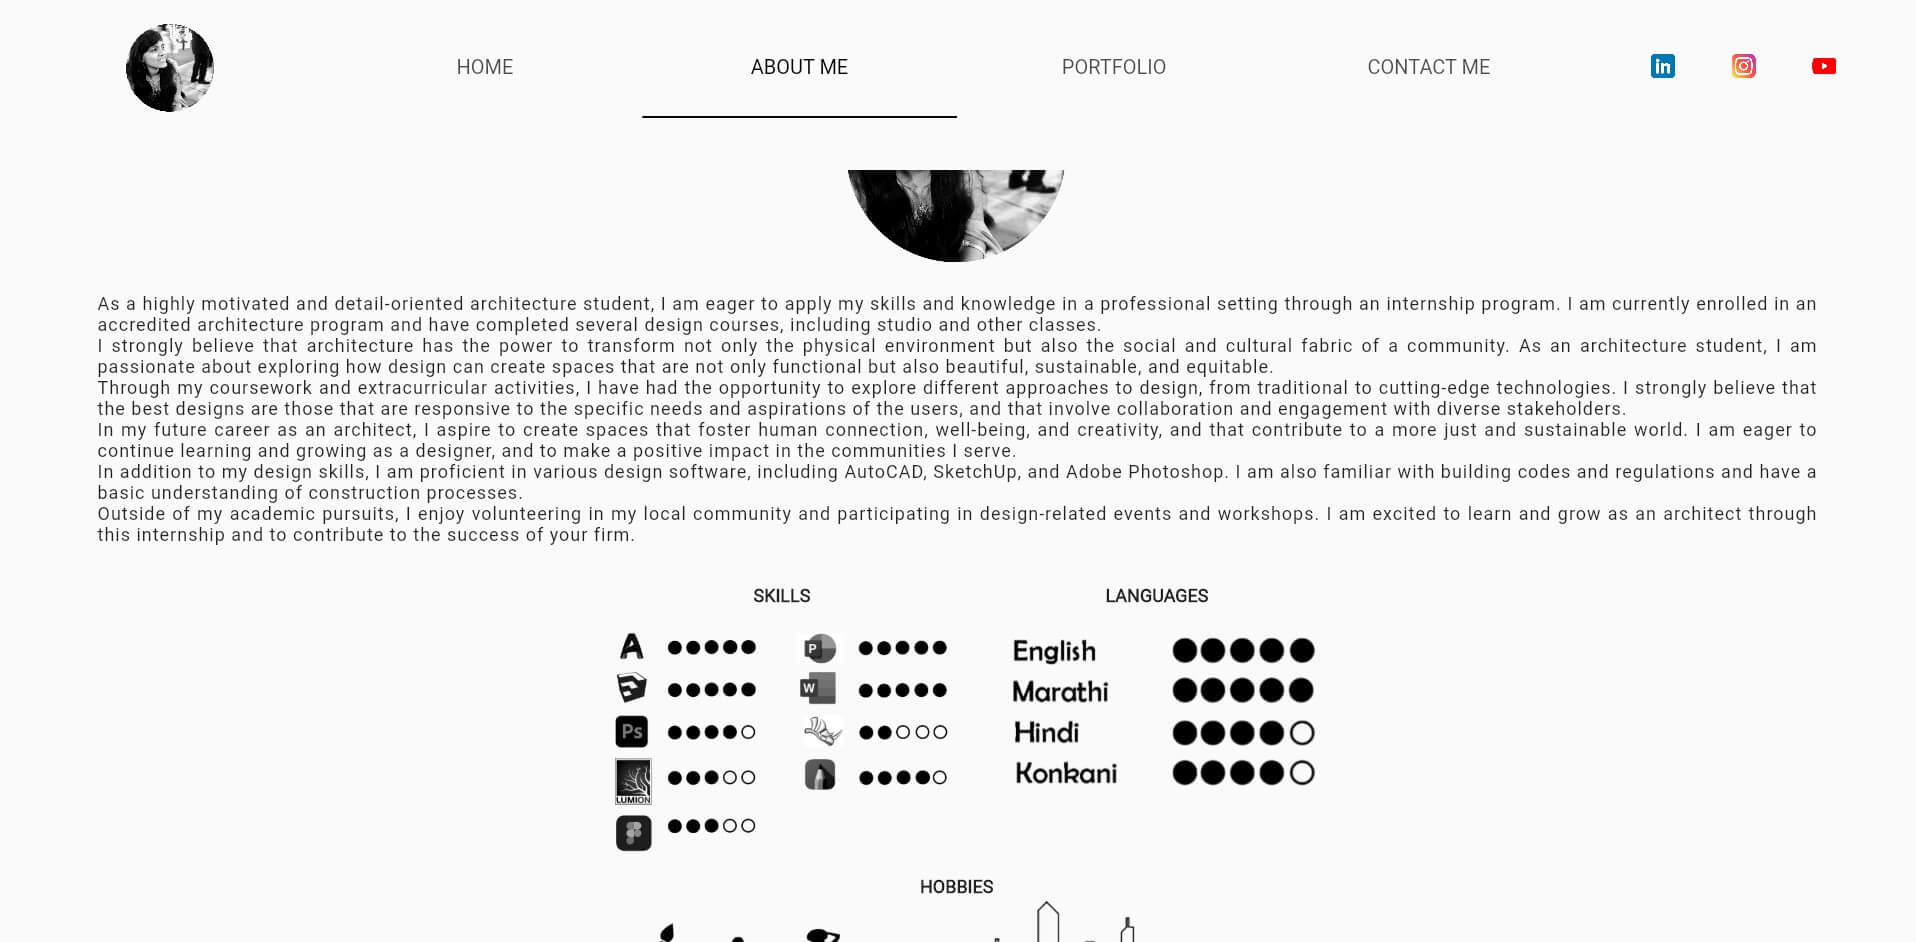 HOME
ABOUT ME
PORTFOLIO
CONTACT ME
in
As a highly motivated and detail-oriented architecture student, I am eager to apply my skills and knowledge in a professional setting through an internship program. I am currently enrolled in an
accredited architecture program and have completed several design courses, including studio and other classes.
I strongly believe that architecture has the power to transform not only the physical environment but also the social and cultural fabric of a community. As an architecture student, I am
passionate about exploring how design can create spaces that are not only functional but also beautiful, sustainable, and equitable.
Through my coursework and extracurricular activities, I have had the opportunity to explore different approaches to design, from traditional to cutting-edge technologies. I strongly believe that
the best designs are those that are responsive to the specific needs and aspirations of the users, and that involve collaboration and engagement with diverse stakeholders.
In my future career as an architect, I aspire to create spaces that foster human connection, well-being, and creativity, and that contribute to a more just and sustainable world. I am eager to
continue learning and growing as a designer, and to make a positive impact in the communities I serve.
In addition to my design skills, I am proficient in various design software, including AutoCAD, SketchUp, and Adobe Photoshop. I am also familiar with building codes and regulations and have a
basic understanding of construction processes.
Outside of my academic pursuits, I enjoy volunteering in my local community and participating in design-related events and workshops. I am excited to learn and grow as an architect through
this internship and to contribute to the success of your firm.
SKILLS
A
P
W
Ps
LUMION
LANGUAGES
English
Marathi
Hindi
Konkani
HOBBIES